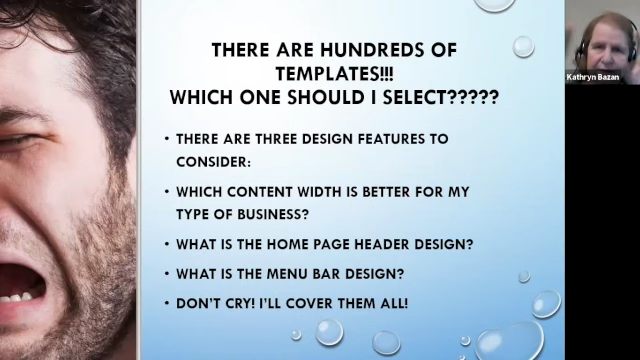 THERE ARE HUNDREDS OF
TEMPLATES!!!
WHICH ONE SHOULD I SELECT?????
• THERE ARE THREE DESIGN FEATURES TO
CONSIDER:
• WHICH CONTENT WIDTH IS BETTER FOR MY
TYPE OF BUSINESS?
• WHAT IS THE HOME PAGE HEADER DESIGN?
• WHAT IS THE MENU BAR DESIGN?
• DON'T CRY! I'LL COVER THEM ALL!
Kathryn Bazan